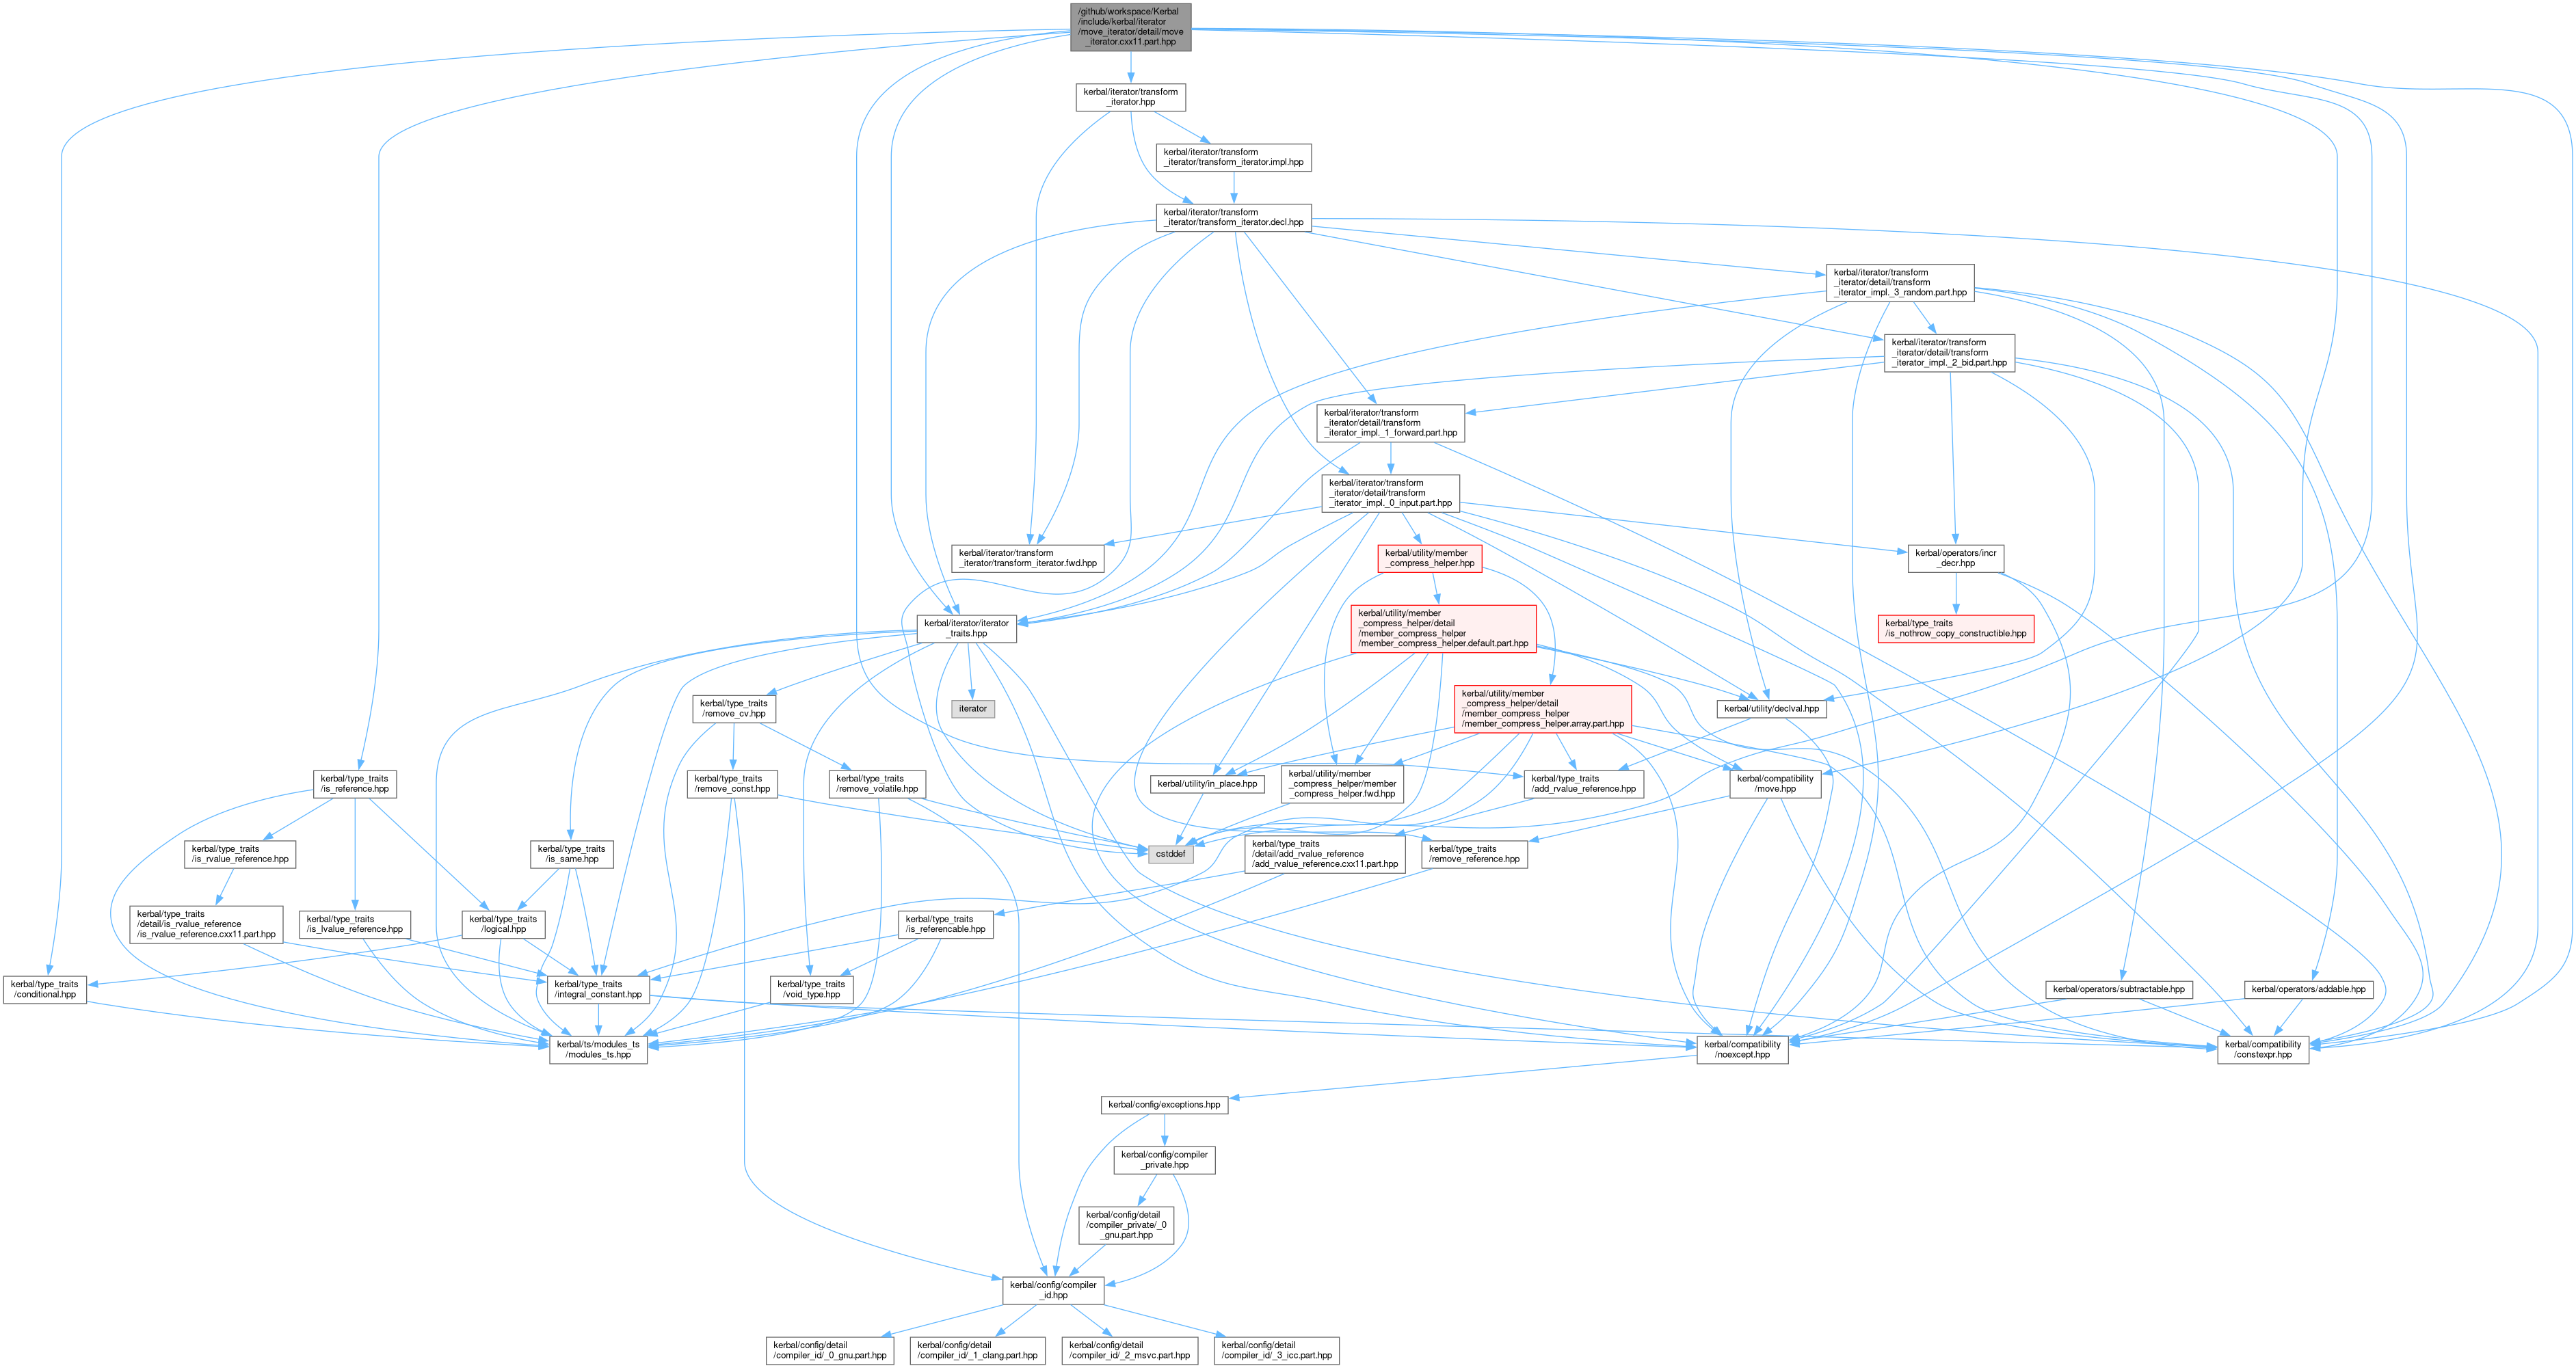 /github/workspace/Kerbal
/include/kerbal/iterator
/move_iterator/detail/move
_iterator.cxx11.part.hpp
kerbal/iterator/transform
_iterator.hpp
kerbal/iterator/transform
_iterator/transform_iterator.impl.hpp
kerbal/iterator/transform
_iterator/transform_iterator.decl.hpp
kerbal/iterator/transform
_iterator/detail/transform
_iterator_impl._3_random.part.hpp
kerbal/iterator/transform
_iterator/detail/transform
_iterator_impl._2_bid.part.hpp
kerbal/iterator/transform
_iterator/detail/transform
_iterator_impl._1_forward.part.hpp
kerbal/iterator/transform
_iterator/detail/transform
_iterator_impl._0_input.part.hpp
kerbal/iterator/transform
_iterator/transform_iterator.fwd.hpp
kerbal/utility/member
_compress_helper.hpp
kerbal/operators/incr
_decr.hpp
kerbal/iterator/iterator
_traits.hpp
kerbal/utility/member
_compress_helper/detail
/member_compress_helper
/member_compress_helper.default.part.hpp
kerbal/type_traits
/is_nothrow_copy_constructible.hpp
kerbal/type_traits
/remove_cv.hpp
iterator
kerbal/utility/member
_compress_helper/detail
/member_compress_helper
/member_compress_helper.array.part.hpp
kerbal/utility/declval.hpp
kerbal/type_traits
/is_reference.hpp
kerbal/type_traits
/remove_const.hpp
kerbal/type_traits
/remove_volatile.hpp
kerbal/utility/in_place.hpp
kerbal/utility/member
_compress_helper/member
_compress_helper.fwd.hpp
kerbal/type_traits
/add_rvalue_reference.hpp
kerbal/compatibility
/move.hpp
kerbal/type_traits
/is_rvalue_reference.hpp
kerbal/type_traits
/is_same.hpp
cstddef
kerbal/type_traits
/detail/add_rvalue_reference
/add_rvalue_reference.cxx11.part.hpp
kerbal/type_traits
/remove_reference.hpp
kerbal/type_traits
/detail/is_rvalue_reference
/is_rvalue_reference.cxx11.part.hpp
kerbal/type_traits
/is_lvalue_reference.hpp
kerbal/type_traits
/logical.hpp
kerbal/type_traits
/is_referencable.hpp
kerbal/type_traits
/conditional.hpp
kerbal/type_traits
/integral_constant.hpp
kerbal/type_traits
/void_type.hpp
kerbal/operators/subtractable.hpp
kerbal/operators/addable.hpp
kerbal/ts/modules_ts
/modules_ts.hpp
kerbal/compatibility
/noexcept.hpp
kerbal/compatibility
/constexpr.hpp
kerbal/config/exceptions.hpp
kerbal/config/compiler
_private.hpp
kerbal/config/detail
/compiler_private/_0
_gnu.part.hpp
kerbal/config/compiler
_id.hpp
kerbal/config/detail
/compiler_id/_0_gnu.part.hpp
kerbal/config/detail
/compiler_id/_1_clang.part.hpp
kerbal/config/detail
/compiler_id/_2_msvc.part.hpp
kerbal/config/detail
/compiler_id/_3_icc.part.hpp